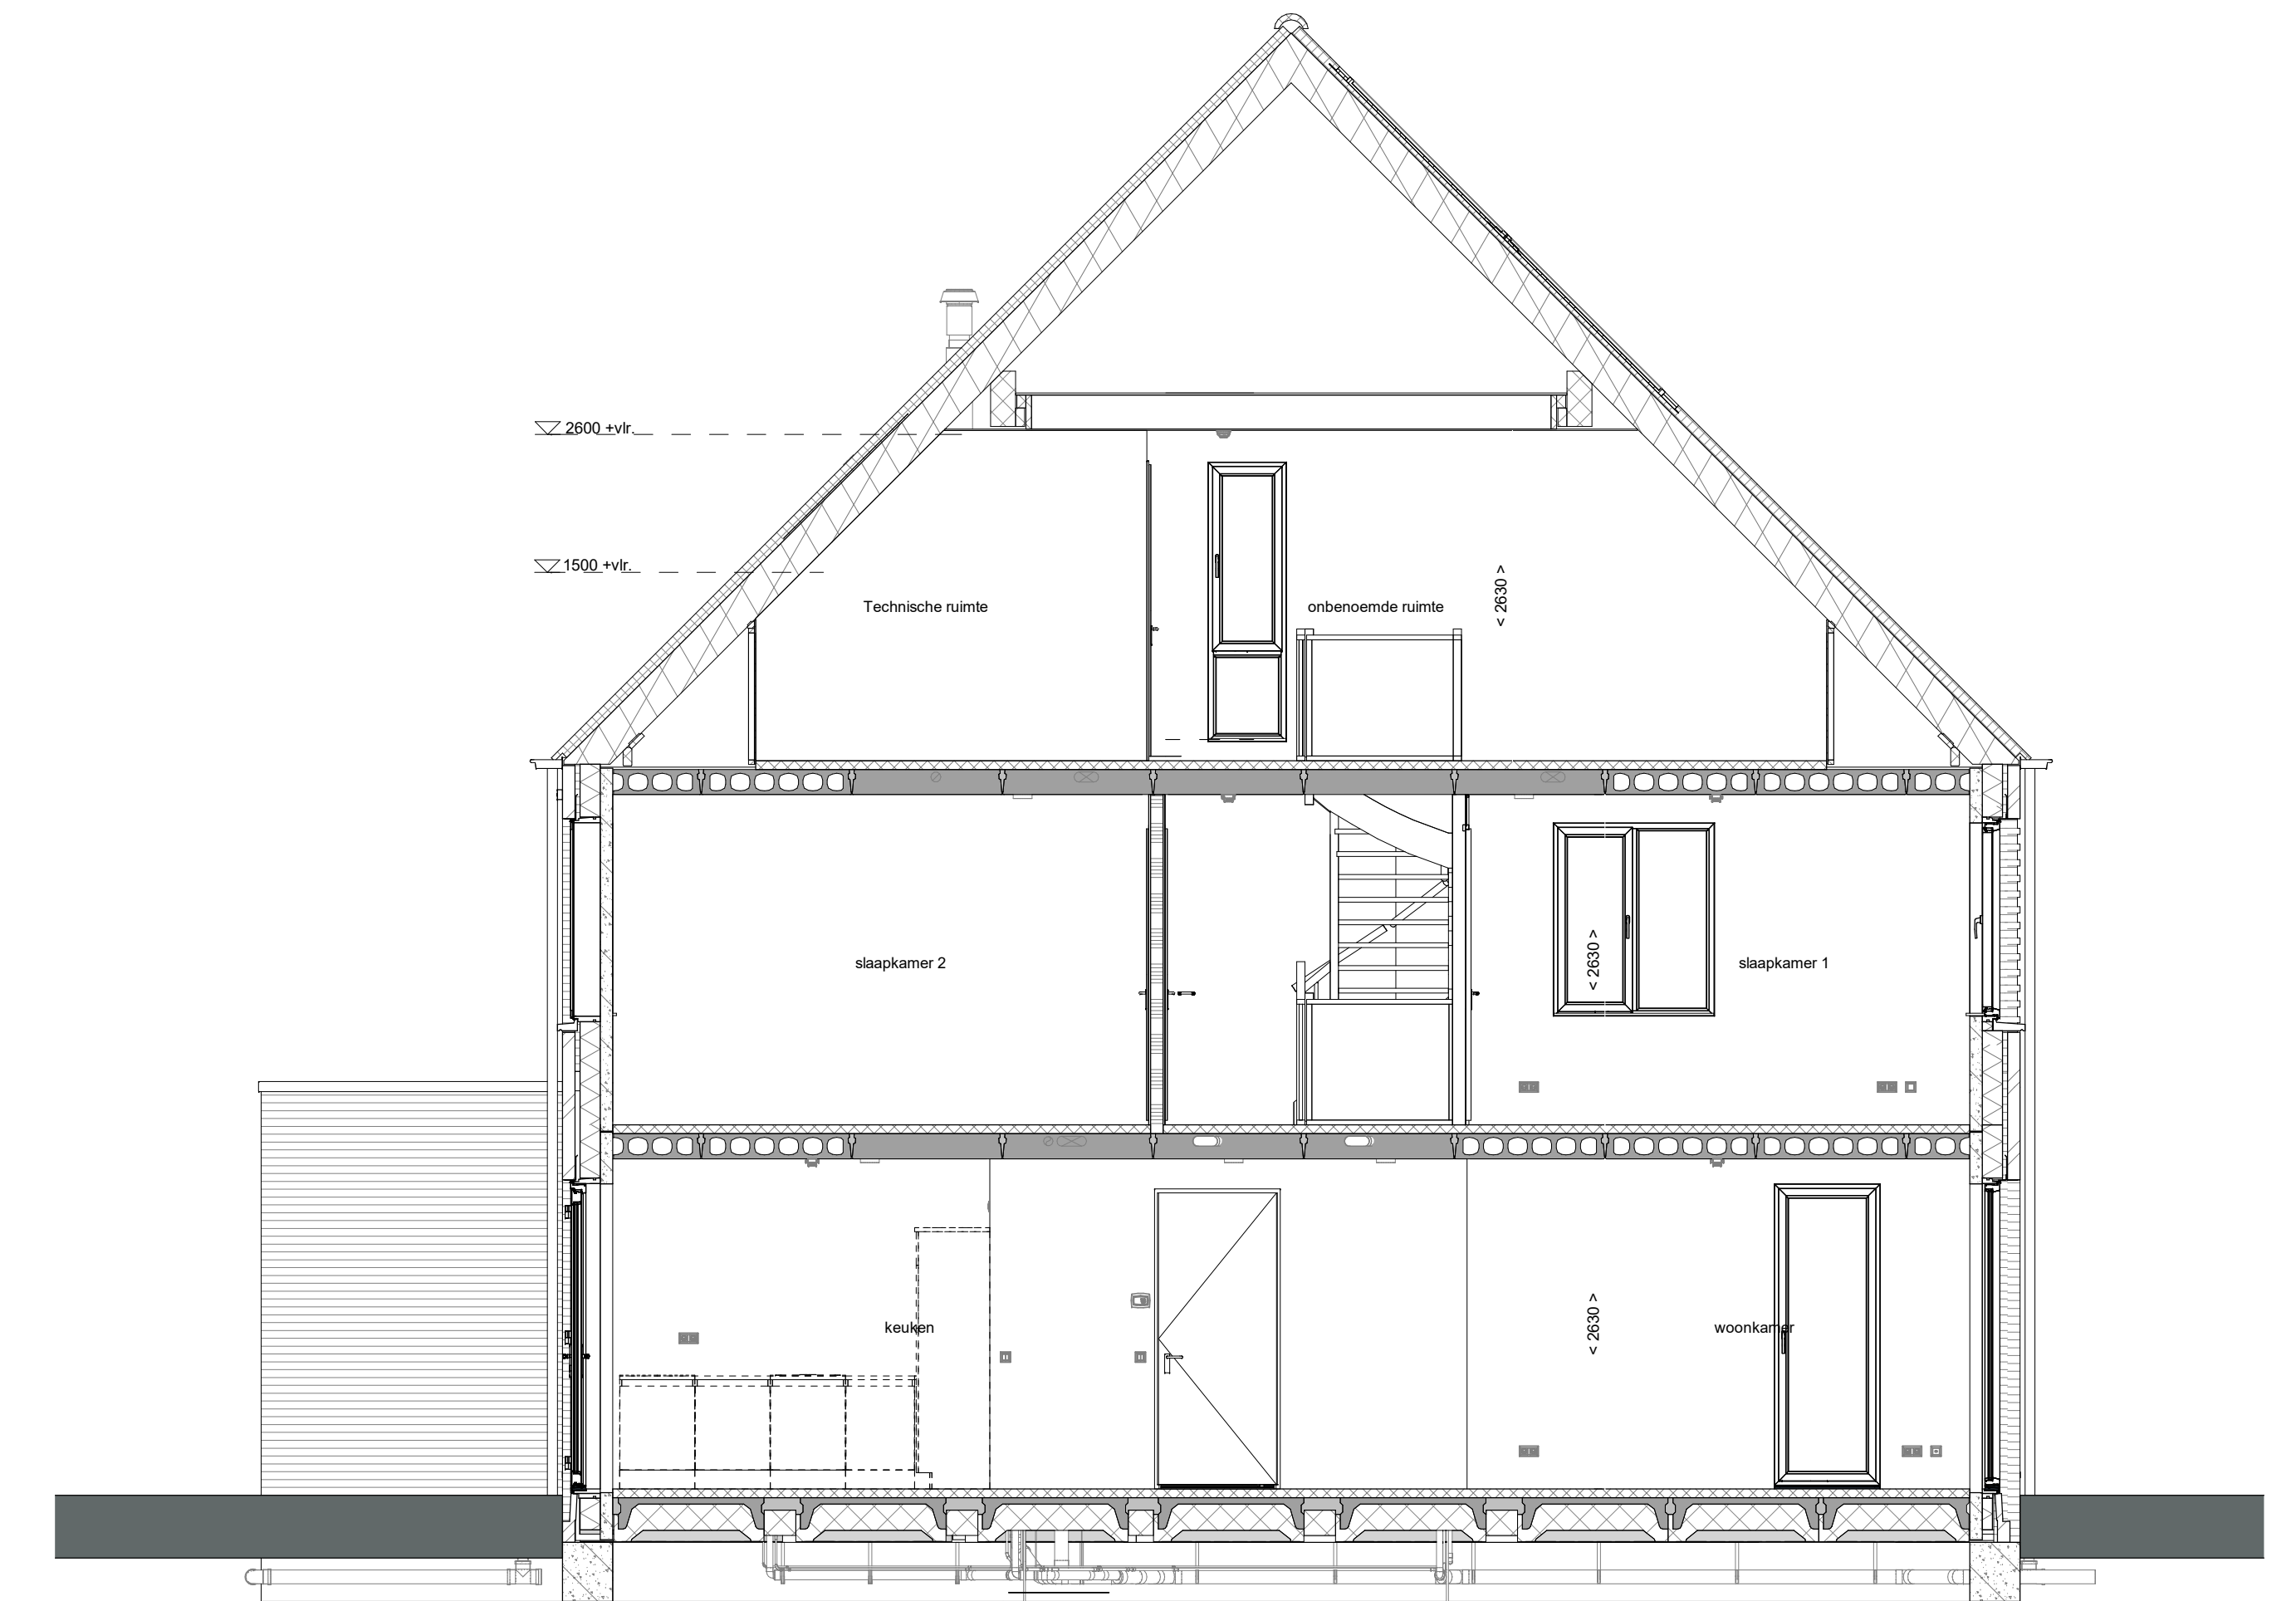 2600 +vlr.
1500 +vlr.
Technische ruimte
onbenoemde ruimte
< 2630 >
slaapkamer 2
< 2630 >
slaapkamer 1
keuken
< 2630 >
woonkamer